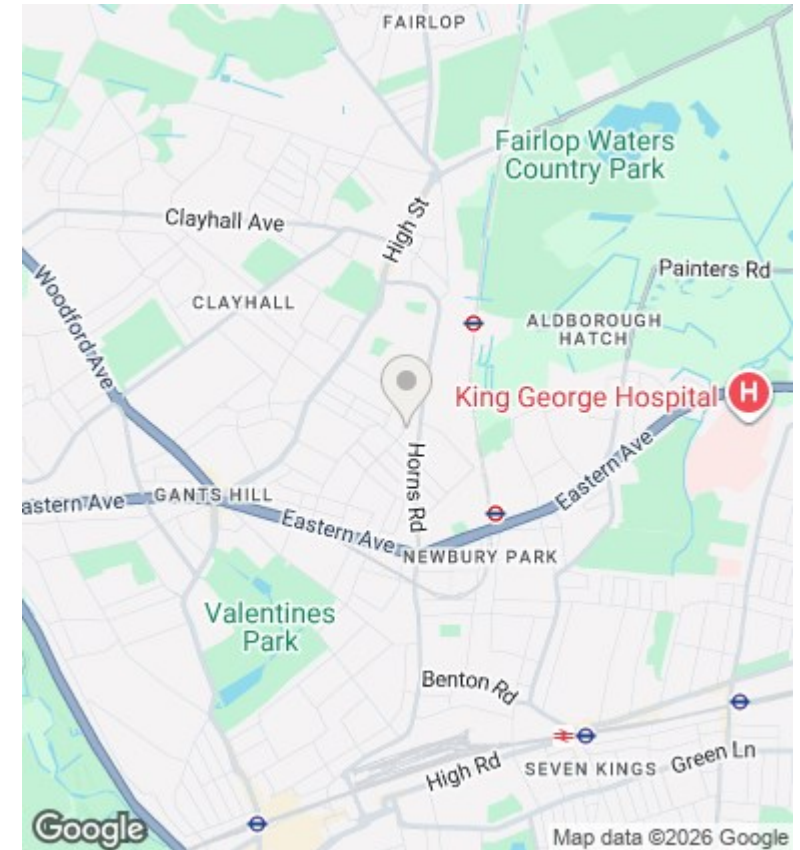 FAIRLOP
Fairlop Waters
Country Park
Clayhall Ave
High St
Painters Rd
Woodford Ave
CLAYHALL
ALDBOROUGH
HATCH
King George Hospital
H
Horns Rd
Eastern Ave
astern Ave
GANTS HILL
Eastern Ave
NEWBURY PARK
Valentines
Park
Benton Rd
High Rd
SEVEN KINGS
Green Ln
Google
Map data ©2026 Google